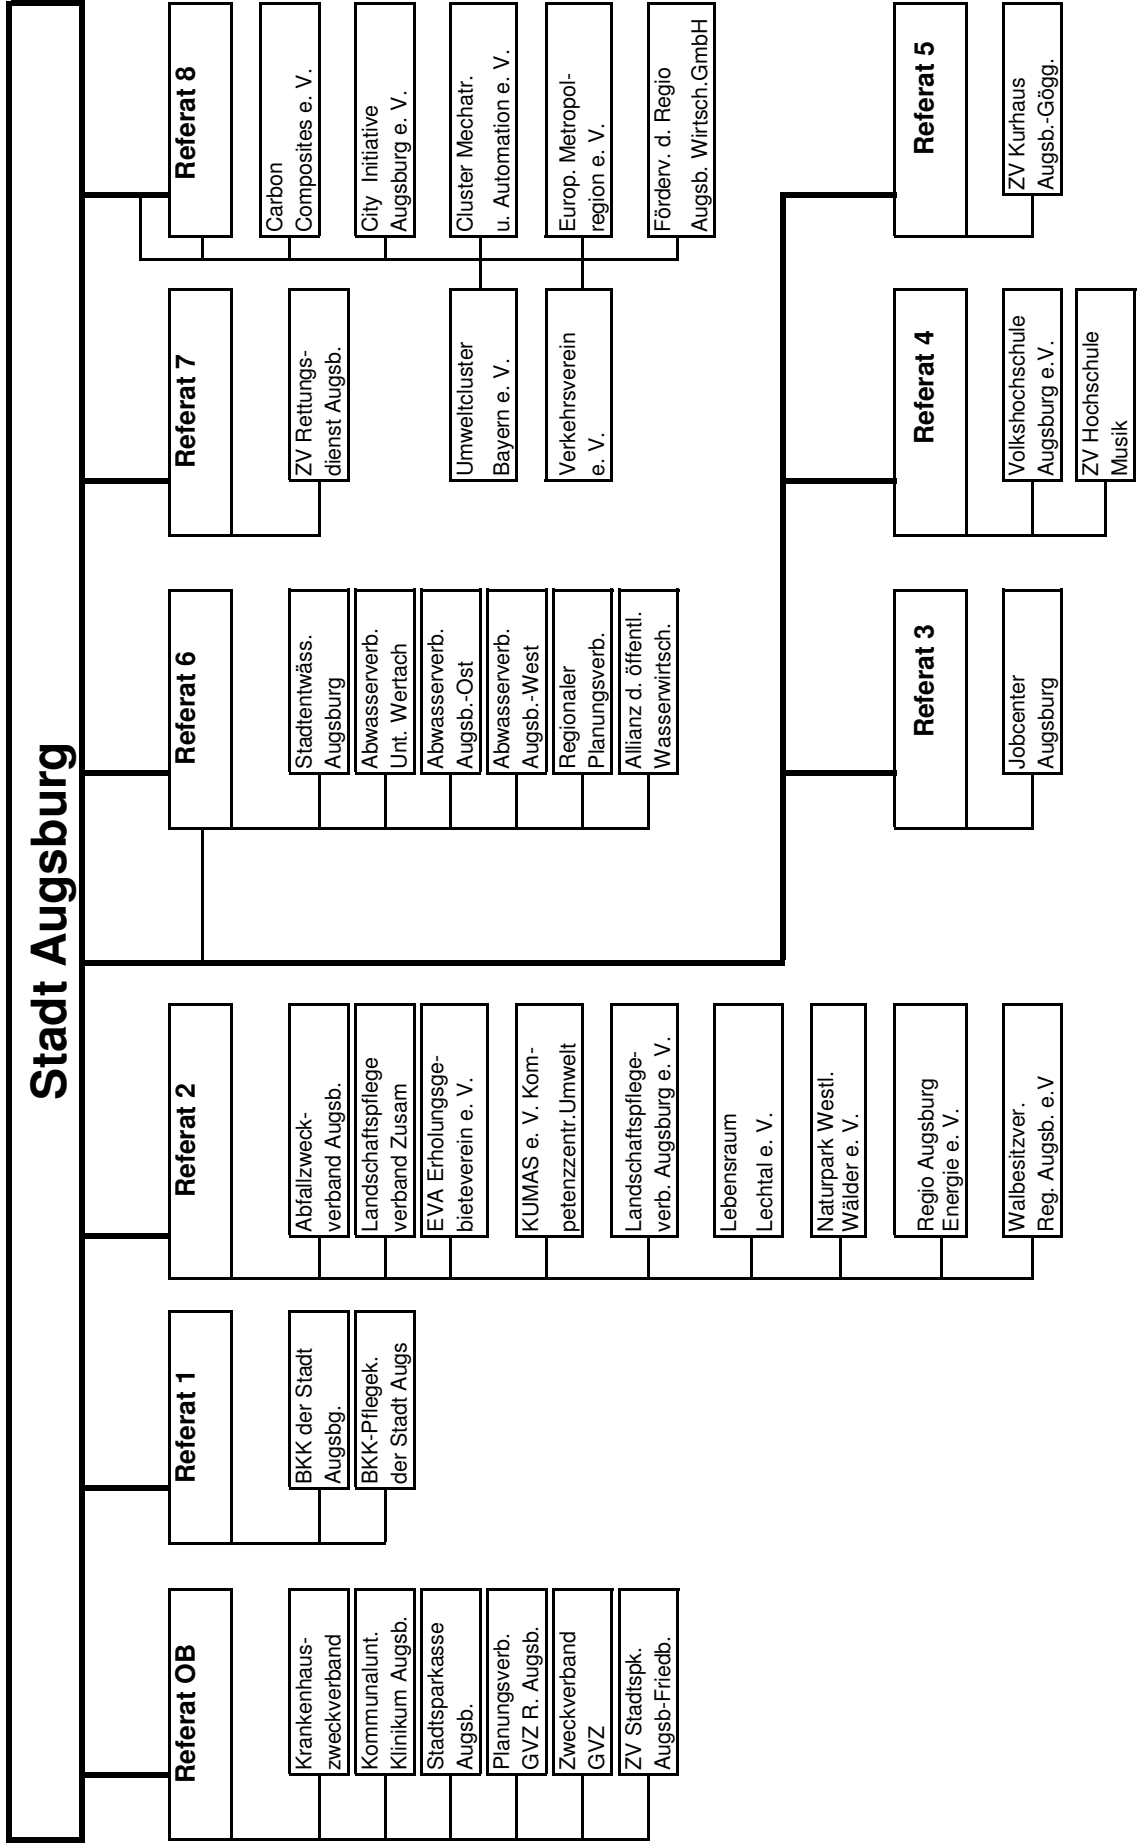 Stadt Augsburg
Referat OB
Krankenhaus-
zweckverband
Kommunalunt.
Klinikum Augsb.
Stadtsparkasse
Augsb.
Planungsverb.
GVZ R. Augsb.
Zweckverband
GVZ
ZV Stadtspk.
Augsb-Friedb.
Referat 1
BKK der Stadt
Augsbg.
BKK-Pflegek.
der Stadt Augs
Referat 2
Abfallzweck-
verband Augsb.
Landschaftspflege
verband Zusam
EVA Erholungsge-
bieteverein e. V.
KUMAS e. V. Kom-
petenzzentr.Umwelt
Landschaftspflege-
verb. Augsburg e. V.
Lebensraum
Lechtal e. V.
Naturpark Westl.
Wälder e. V.
Regio Augsburg
Energie e. V.
Walbesitzver.
Reg. Augsb. e.V
Referat 6
Stadtentwäss.
Augsburg
Abwasserverb.
Unt. Wertach
Abwasserverb.
Augsb.-Ost
Abwasserverb.
Augsb.-West
Regionaler
Planungsverb.
Allianz d. öffentl.
Wasserwirtsch.
Referat 7
ZV Rettungs-
dienst Augsb.
Referat 8
Carbon
Composites e. V.
City Initiative
Augsburg e. V.
Cluster Mechatr.
u. Automation e. V.
Umweltcluster
Bayern e. V.
Europ. Metropol-
region e. V.
Verkehrsverein
e. V.
Förderv. d. Regio
Augsb. Wirtsch.GmbH
Referat 3
Jobcenter
Augsburg
Referat 4
Volkshochschule
Augsburg e.V.
ZV Hochschule
Musik
Referat 5
ZV Kurhaus
Augsb.-Gögg.